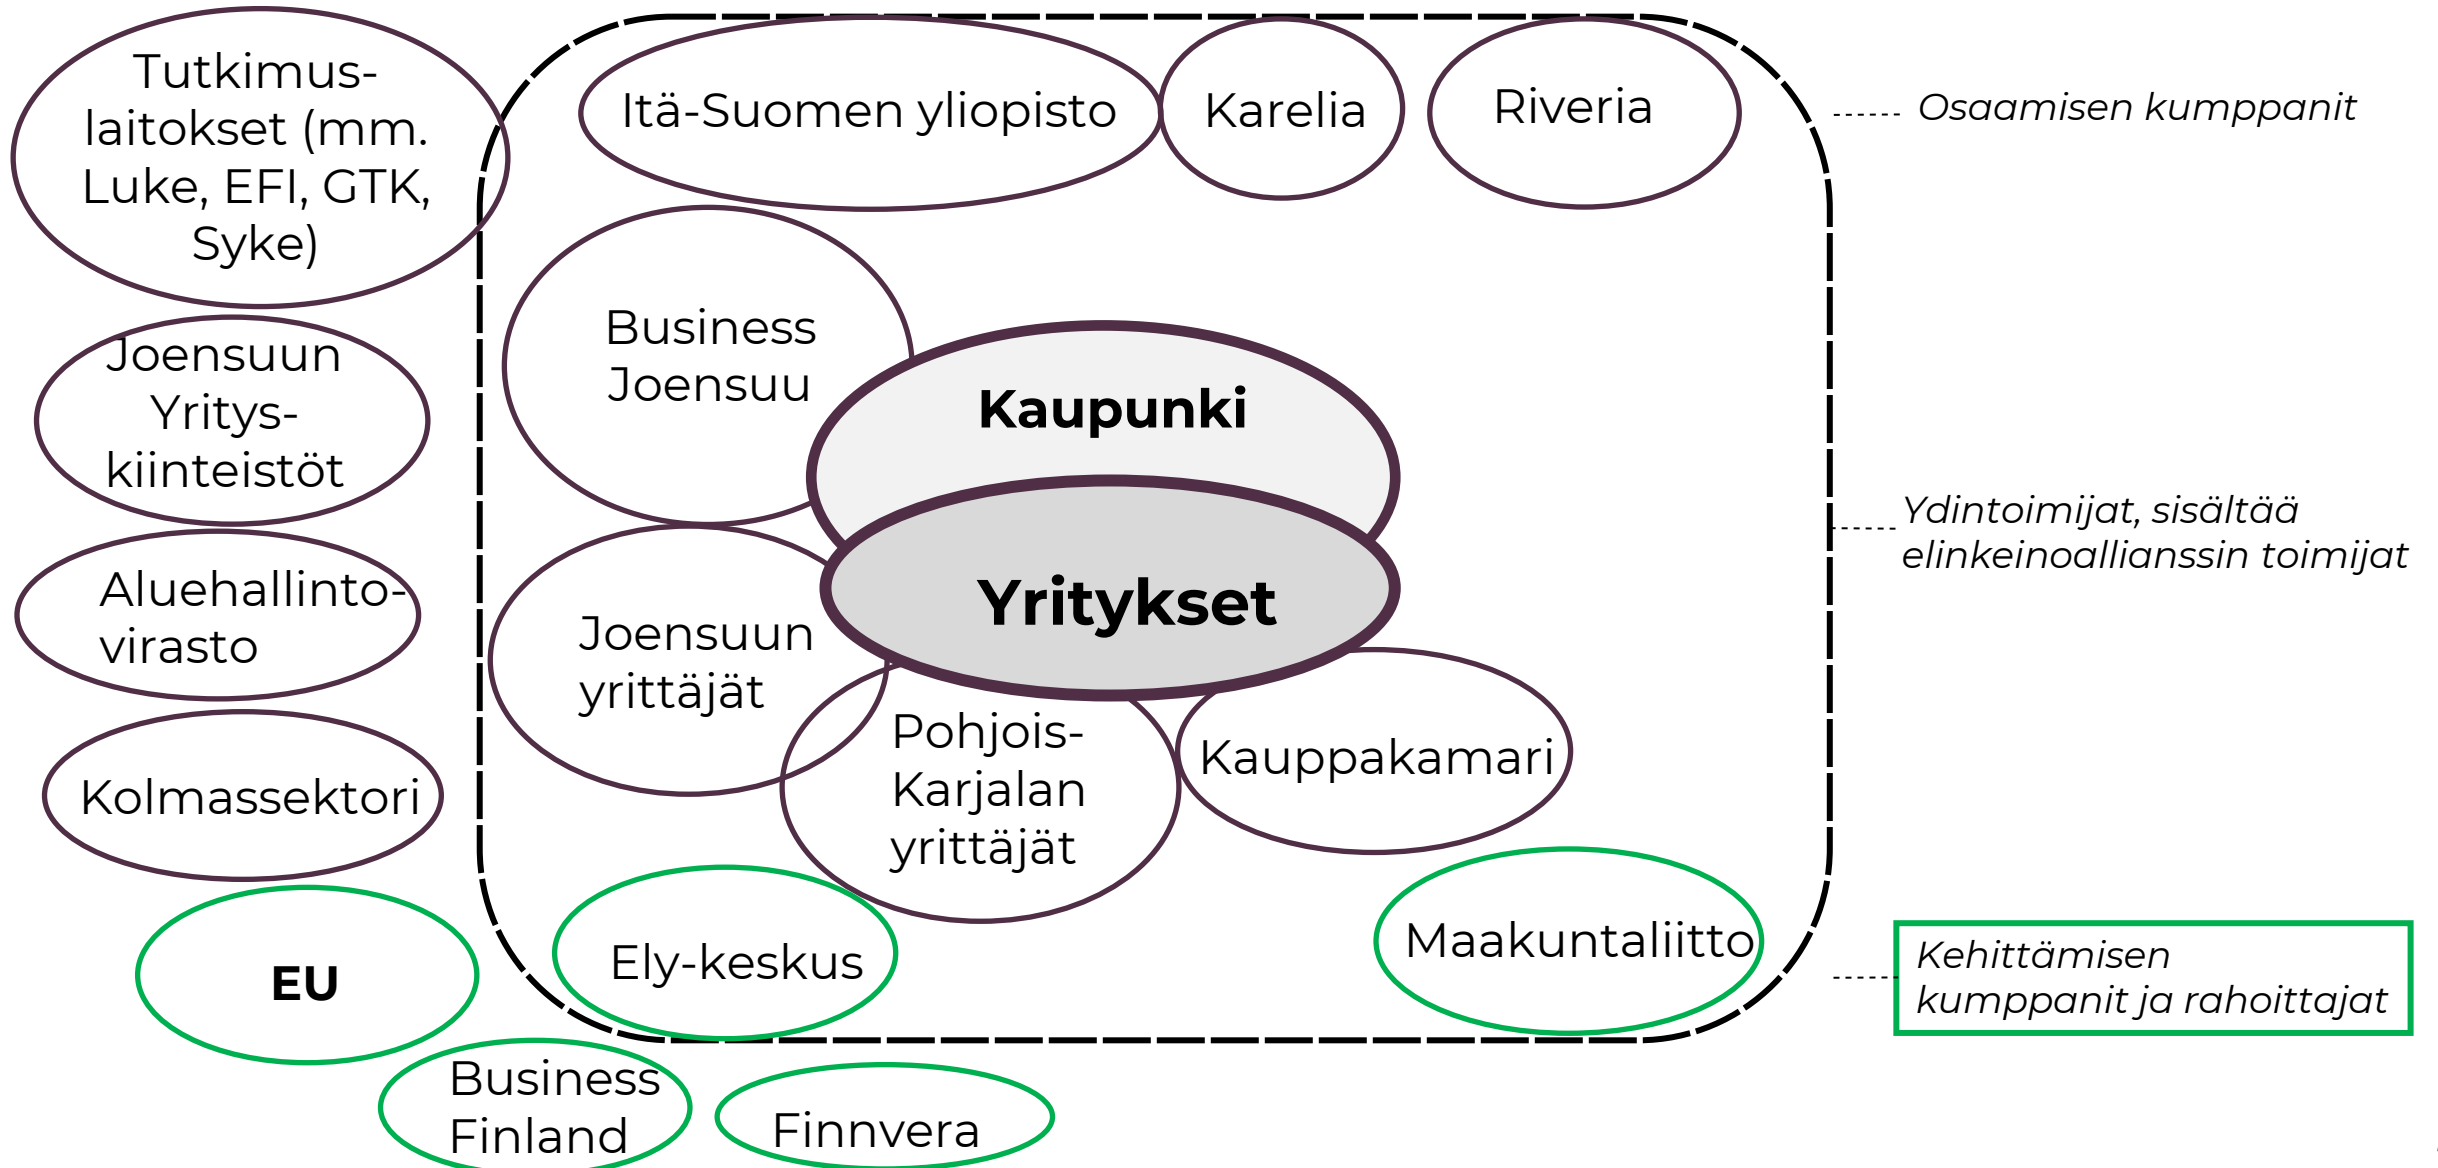 Tutkimus-
laitokset (mm.
Luke, EFI, GTK,
Syke)
Itä-Suomen yliopisto
Karelia
Riveria
Osaamisen kumppanit
Joensuun
Yritys-
kiinteistöt
Business
Joensuu
Kaupunki
Yritykset
Ydintoimijat, sisältää
elinkeinoallianssin toimijat
Aluehallinto-
virasto
Joensuun
yrittäjät
Pohjois-
Karjalan
yrittäjät
Kauppakamari
Kolmassektori
EU
Ely-keskus
Maakuntaliitto
Kehittämisen
kumppanit ja rahoittajat
Business
Finland
Finnvera